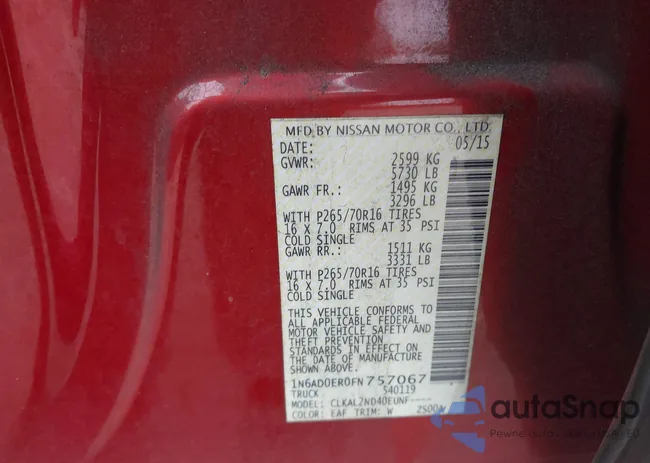 MFD BY NISSAN MOTOR CO., LTD.
DATE: 05/15
GVWR: 2599 KG
5730 LB
GAWR FR.: 1495 KG
3296 LB
WITH P265/70R16 TIRES
16 X 7.0 RIMS AT 35 PSI
COLD SINGLE
GAWR RR.: 1511 KG
3331 LB
WITH P265/70R16 TIRES
16 X 7.0 RIMS AT 35 PSI
COLD SINGLE
THIS VEHICLE CONFORMS TO
ALL APPLICABLE FEDERAL
MOTOR VEHICLE SAFETY AND
THEFT PREVENTION
STANDARDS IN EFFECT ON
THE DATE OF MANUFACTURE
SHOWN ABOVE.
1N6AD0ER0FN757067
TRUCK 540119
MODEL: CLKAL2ND40EUNF----
COLOR: EAF TRIM: W
autoSnap